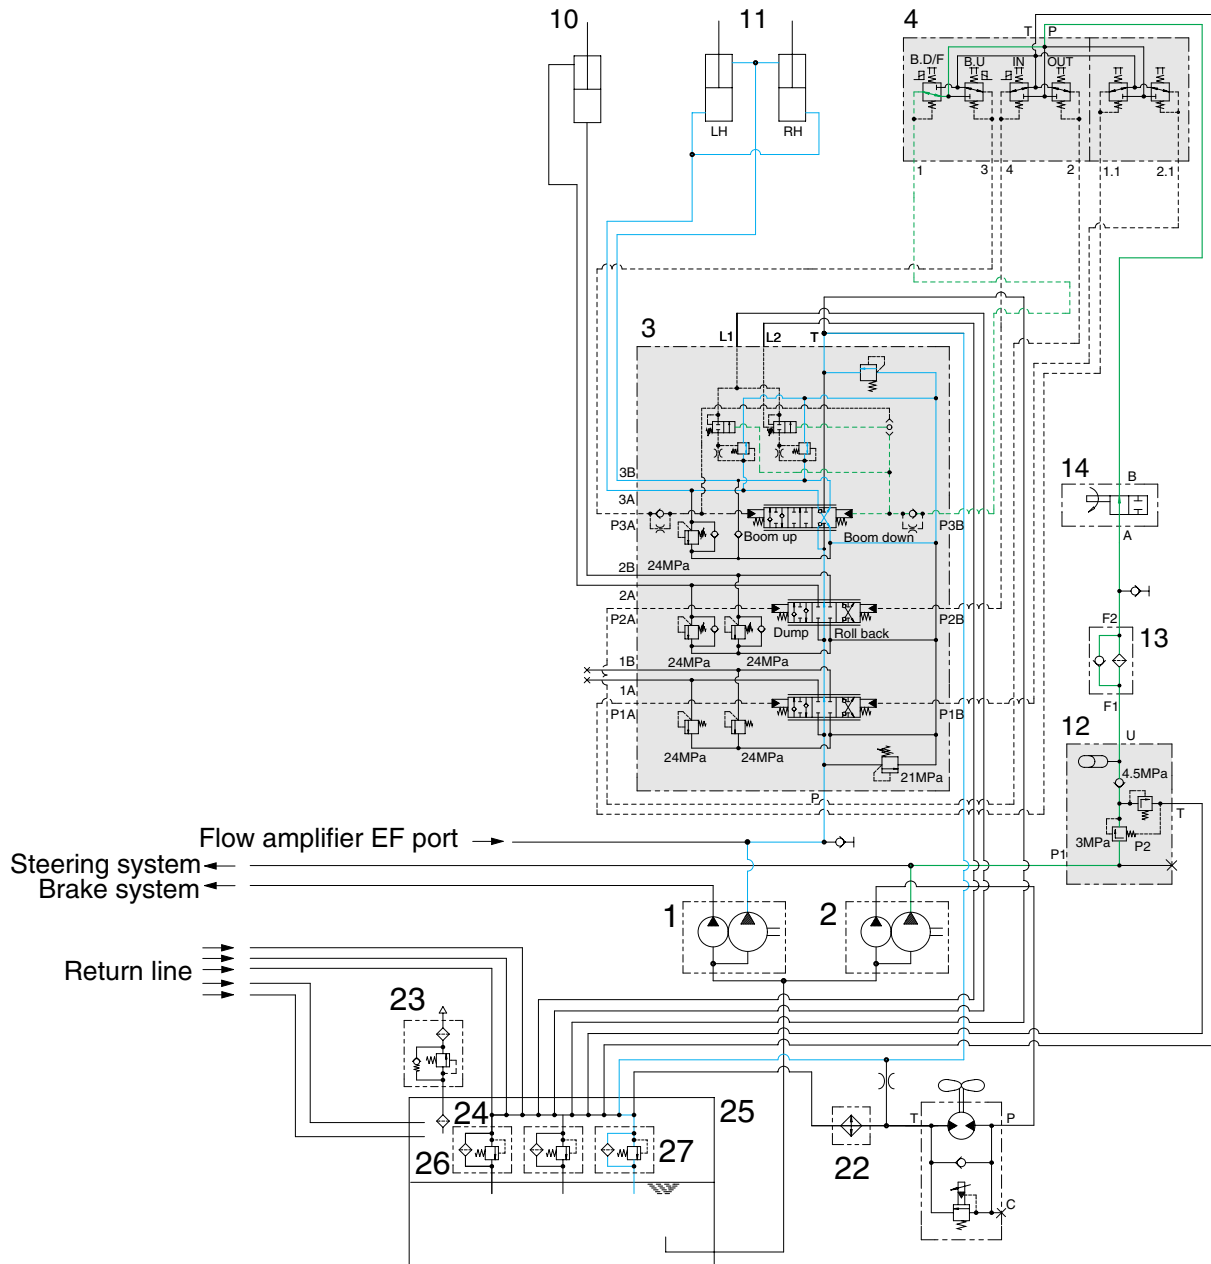 10
11
4
T P
B.D/F B.U IN OUT
LH RH
1 3 4 2 1.1 2.1
3
L1 L2 T
14
B
A
3B
3A
P3A
Boom up
Boom down
P3B
24MPa
2B
2A
P2A
Dump
Roll back
P2B
24MPa 24MPa
F2
13
F1
1B
1A
P1A
P1B
24MPa 24MPa
21MPa
P
12
U
4.5MPa
T
3MPa
P2
P1
Flow amplifier EF port
Steering system
Brake system
1
2
Return line
23
24
25
26
27
22
T
P
C